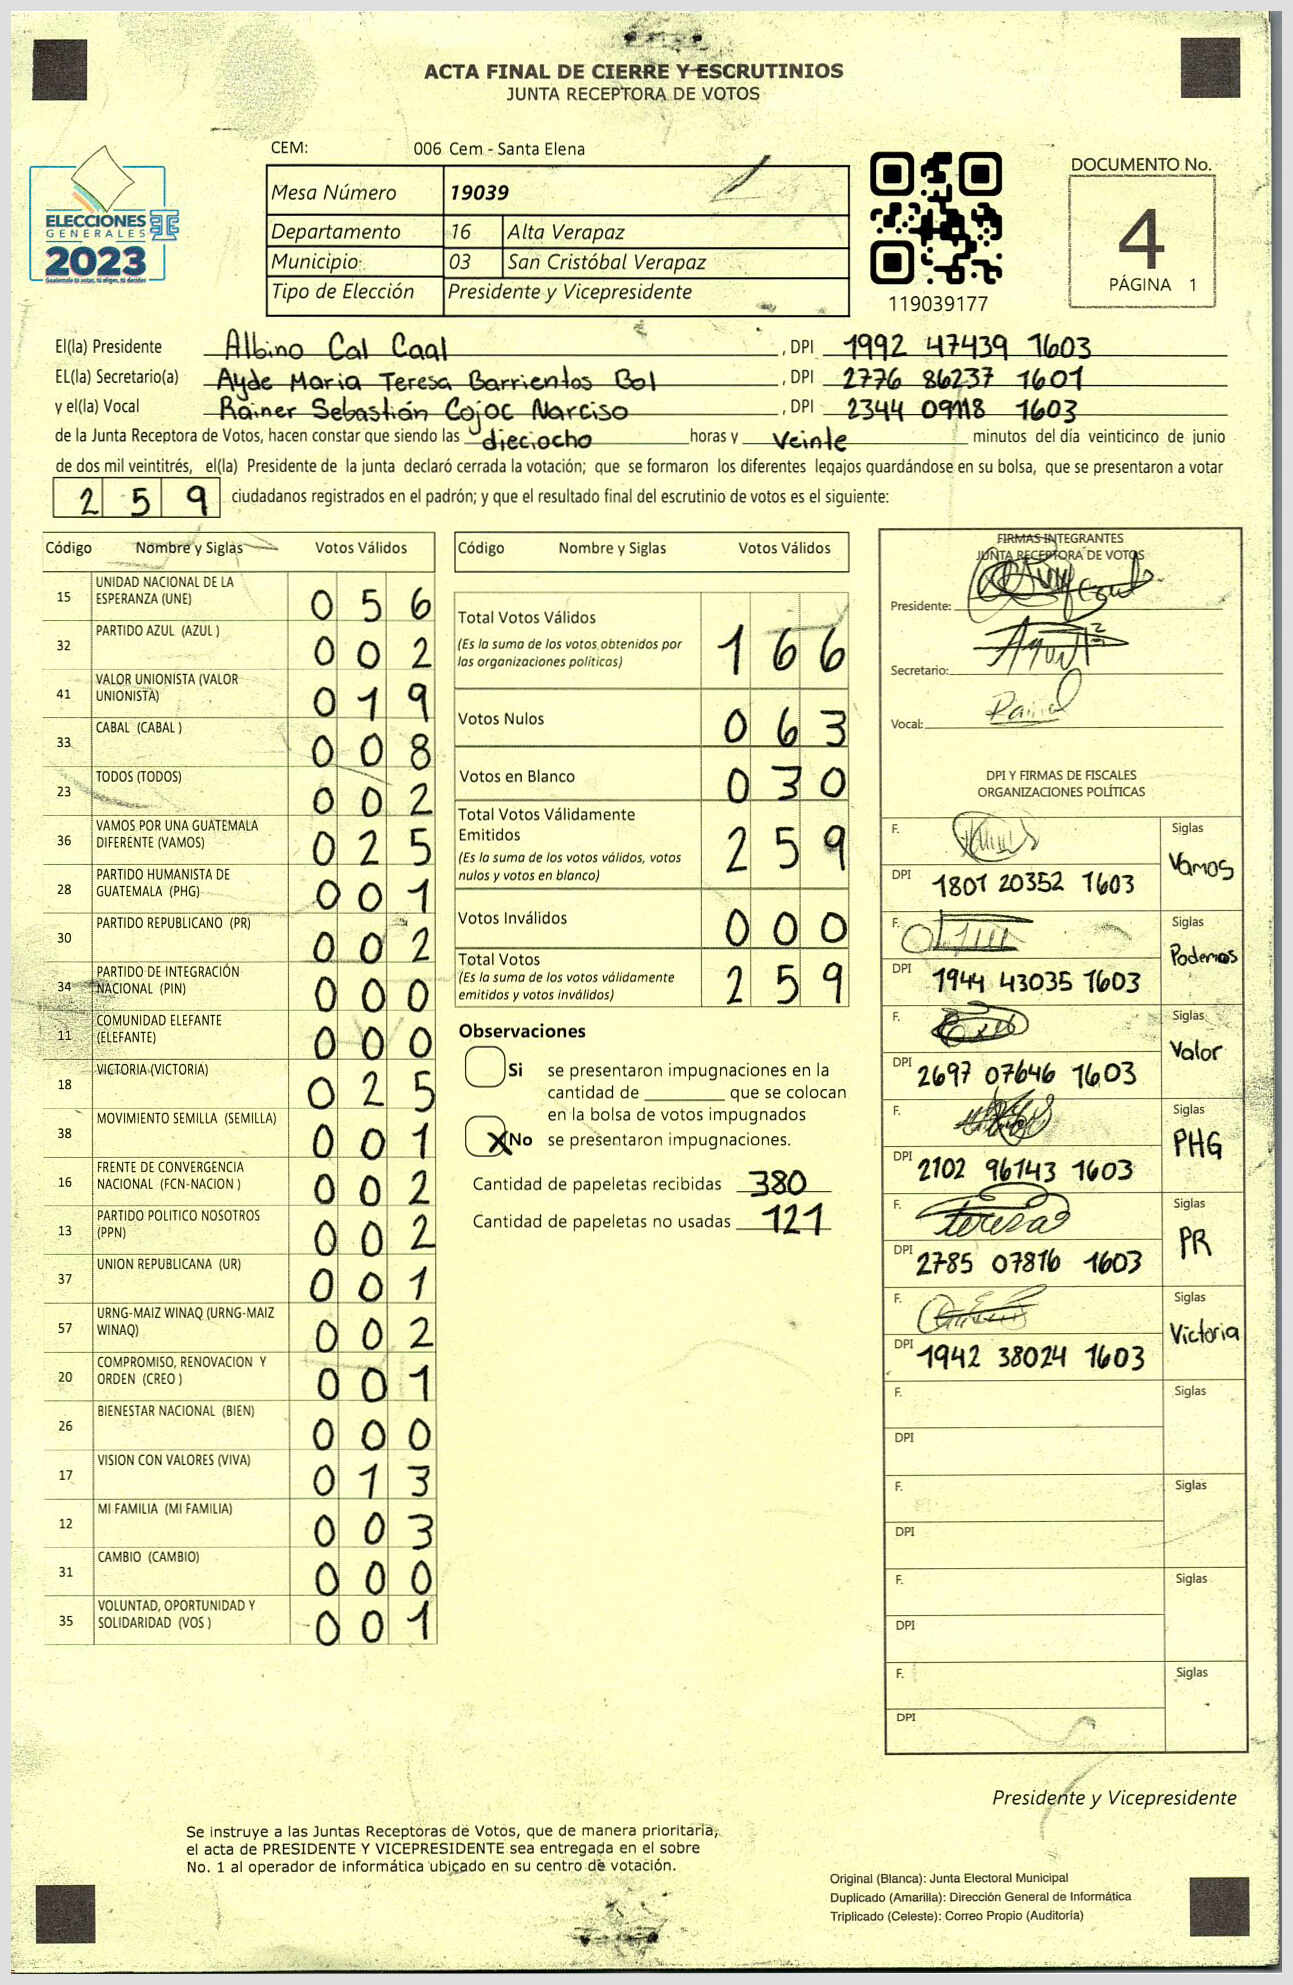 ACTA FINAL DE CIERRE Y ESCRUTINIOS
JUNTA RECEPTORA DE VOTOS
CEM: 006 Cem - Santa Elena
ELECCIONES
GENERALES
2023
Guatemala tú votas, tú eliges, tú decides
Mesa Número 19039
Departamento 16 Alta Verapaz
Municipio: 03 San Cristóbal Verapaz
Tipo de Elección Presidente y Vicepresidente
119039177
DOCUMENTO No.
4
PÁGINA 1
El(la) Presidente Albino Cal Caal , DPI 1992 47439 1603
EL(la) Secretario(a) Ayde Maria Teresa Barrientos Bol , DPI 2776 86237 1601
y el(la) Vocal Rainer Sebastián Cojoc Narciso , DPI 2344 09118 1603
de la Junta Receptora de Votos, hacen constar que siendo las dieciocho horas y veinte minutos del día veinticinco de junio
de dos mil veintitrés, el(la) Presidente de la junta declaró cerrada la votación; que se formaron los diferentes legajos guardándose en su bolsa, que se presentaron a votar
2 5 9 ciudadanos registrados en el padrón; y que el resultado final del escrutinio de votos es el siguiente:
Código Nombre y Siglas Votos Válidos
15 UNIDAD NACIONAL DE LA
ESPERANZA (UNE) 0 5 6
32 PARTIDO AZUL (AZUL ) 0 0 2
41 VALOR UNIONISTA (VALOR
UNIONISTA) 0 1 9
33 CABAL (CABAL ) 0 0 8
23 TODOS (TODOS) 0 0 2
36 VAMOS POR UNA GUATEMALA
DIFERENTE (VAMOS) 0 2 5
28 PARTIDO HUMANISTA DE
GUATEMALA (PHG) 0 0 1
30 PARTIDO REPUBLICANO (PR) 0 0 2
34 PARTIDO DE INTEGRACIÓN
NACIONAL (PIN) 0 0 0
11 COMUNIDAD ELEFANTE
(ELEFANTE) 0 0 0
18 VICTORIA (VICTORIA) 0 2 5
38 MOVIMIENTO SEMILLA (SEMILLA) 0 0 1
16 FRENTE DE CONVERGENCIA
NACIONAL (FCN-NACION ) 0 0 2
13 PARTIDO POLITICO NOSOTROS
(PPN) 0 0 2
37 UNION REPUBLICANA (UR) 0 0 1
57 URNG-MAIZ WINAQ (URNG-MAIZ
WINAQ) 0 0 2
20 COMPROMISO, RENOVACION Y
ORDEN (CREO ) 0 0 1
26 BIENESTAR NACIONAL (BIEN) 0 0 0
17 VISION CON VALORES (VIVA) 0 1 3
12 MI FAMILIA (MI FAMILIA) 0 0 3
31 CAMBIO (CAMBIO) 0 0 0
35 VOLUNTAD, OPORTUNIDAD Y
SOLIDARIDAD (VOS ) 0 0 1
Código Nombre y Siglas Votos Válidos
Total Votos Válidos 1 6 6
(Es la suma de los votos obtenidos por
las organizaciones políticas)
Votos Nulos 0 6 3
Votos en Blanco 0 3 0
Total Votos Válidamente
Emitidos 2 5 9
(Es la suma de los votos válidos, votos
nulos y votos en blanco)
Votos Inválidos 0 0 0
Total Votos 2 5 9
(Es la suma de los votos válidamente
emitidos y votos inválidos)
Observaciones
Si se presentaron impugnaciones en la
cantidad de ________ que se colocan
en la bolsa de votos impugnados
X No se presentaron impugnaciones.
Cantidad de papeletas recibidas 380
Cantidad de papeletas no usadas 121
FIRMAS INTEGRANTES
JUNTA RECEPTORA DE VOTOS
Presidente:
Secretario:
Vocal:
DPI Y FIRMAS DE FISCALES
ORGANIZACIONES POLÍTICAS
F. Siglas
DPI 1801 20352 1603 Vamos
F. Siglas
DPI 1944 43035 1603 Podemos
F. Siglas
DPI 2697 07646 1603 Valor
F. Siglas
DPI 2102 96143 1603 PHG
F. Teresa Siglas
DPI 2785 07816 1603 PR
F. Siglas
DPI 1942 38024 1603 Victoria
F. Siglas
DPI
F. Siglas
DPI
F. Siglas
DPI
F. Siglas
DPI
Presidente y Vicepresidente
Se instruye a las Juntas Receptoras de Votos, que de manera prioritaria,
el acta de PRESIDENTE Y VICEPRESIDENTE sea entregada en el sobre
No. 1 al operador de informática ubicado en su centro de votación.
Original (Blanca): Junta Electoral Municipal
Duplicado (Amarilla): Dirección General de Informática
Triplicado (Celeste): Correo Propio (Auditoría)